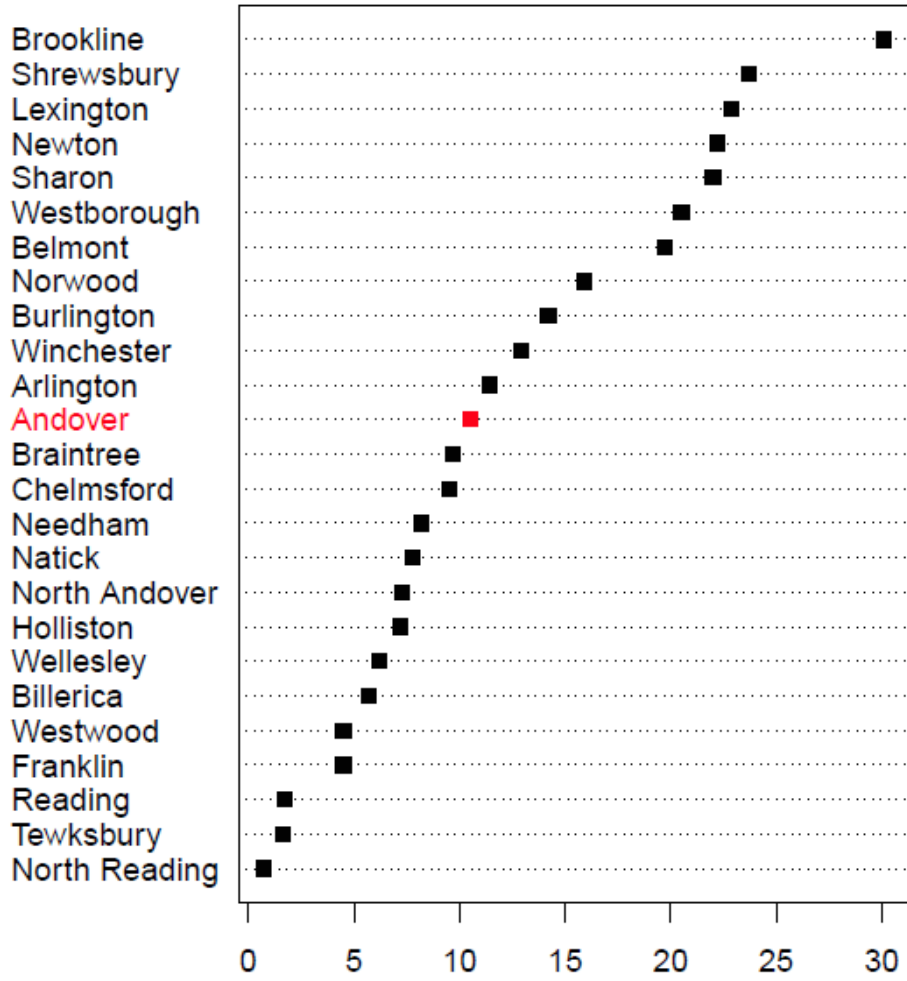 Brookline
Shrewsbury
Lexington
Newton
Sharon
Westborough
Belmont
Norwood
Burlington
Winchester
Arlington
Andover
Braintree
Chelmsford
Needham
Natick
North Andover
Holliston
Wellesley
Billerica
Westwood
Franklin
Reading
Tewksbury
North Reading
0 5 10 15 20 25 30